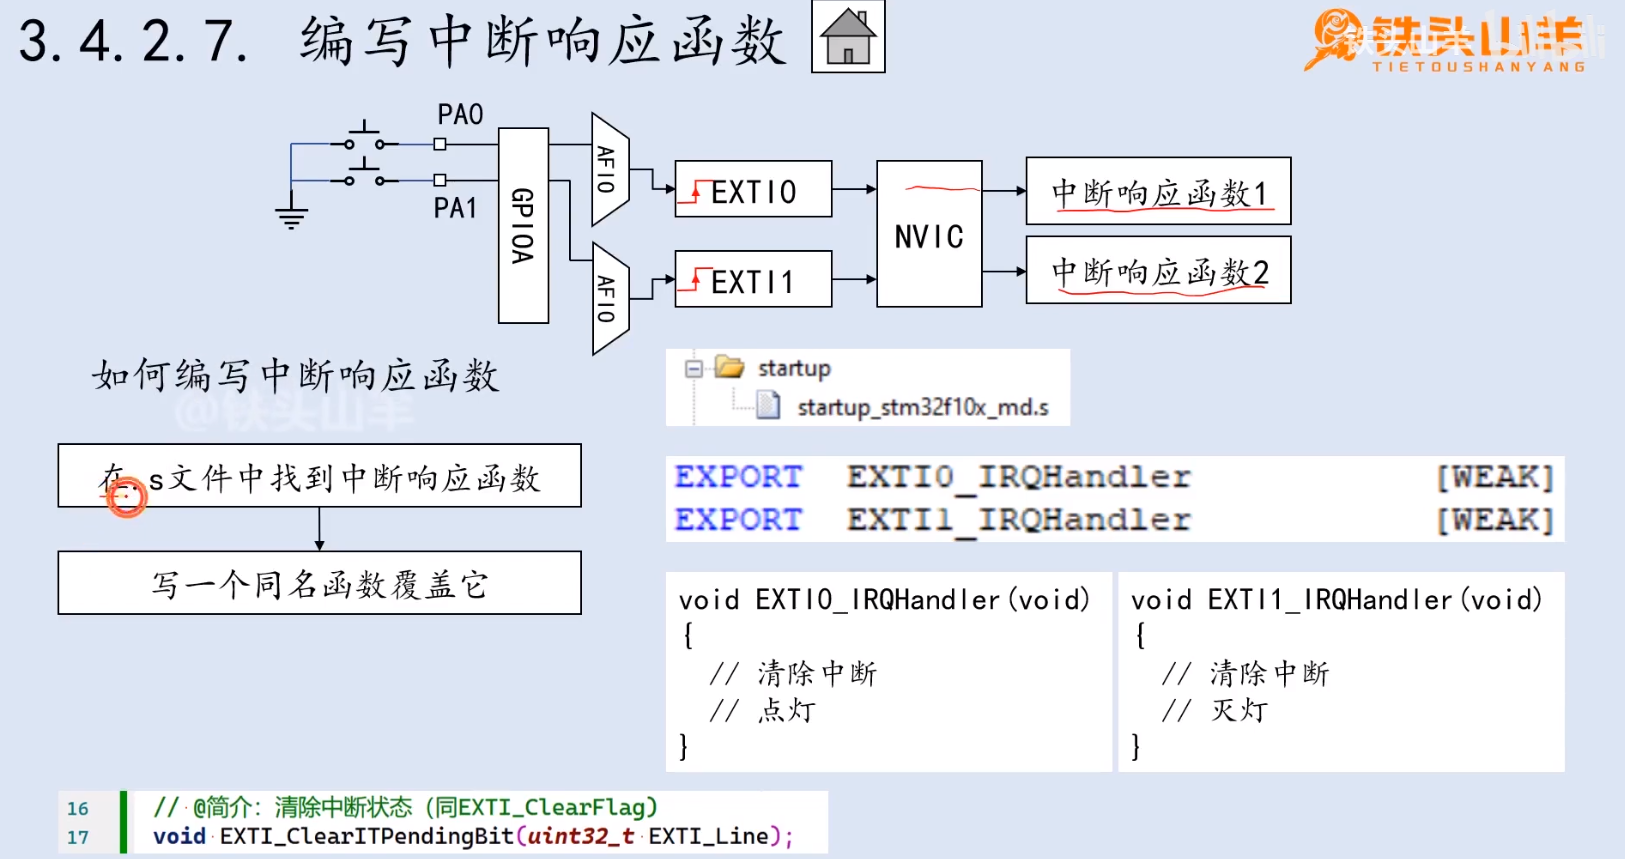 3.4.2.7. 编写中断响应函数
铁头山羊
TIETOUSHANYANG
PA0
PA1
GPIOA
AFIO
AFIO
EXTI0
EXTI1
NVIC
中断响应函数1
中断响应函数2
如何编写中断响应函数
@铁头山羊
在.s文件中找到中断响应函数
写一个同名函数覆盖它
startup
startup_stm32f10x_md.s
EXPORT EXTI0_IRQHandler [WEAK]
EXPORT EXTI1_IRQHandler [WEAK]
void EXTI0_IRQHandler(void)
{
// 清除中断
// 点灯
}
void EXTI1_IRQHandler(void)
{
// 清除中断
// 灭灯
}
16 // @简介：清除中断状态（同EXTI_ClearFlag）
17 void EXTI_ClearITPendingBit(uint32_t EXTI_Line);